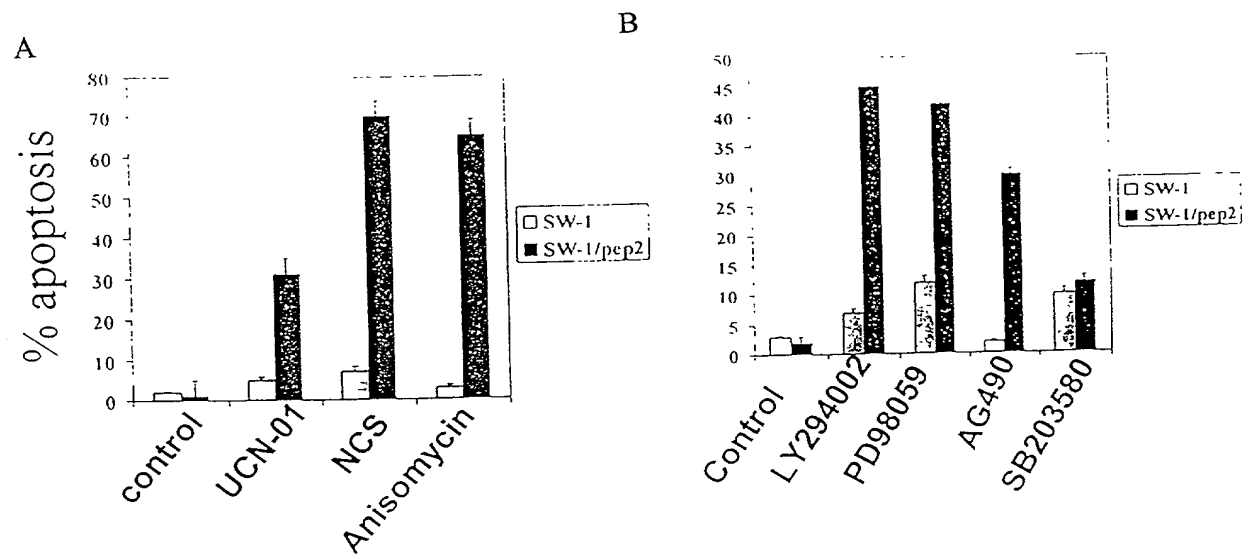 A
% apoptosis
80
70
60
50
40
30
20
10
0
control
UCN-01
NCS
Anisomycin
SW-1
SW-1/pep2
B
50
45
40
35
30
25
20
15
10
5
0
Control
LY294002
PD98059
AG490
SB203580
SW-1
SW-1/pep2